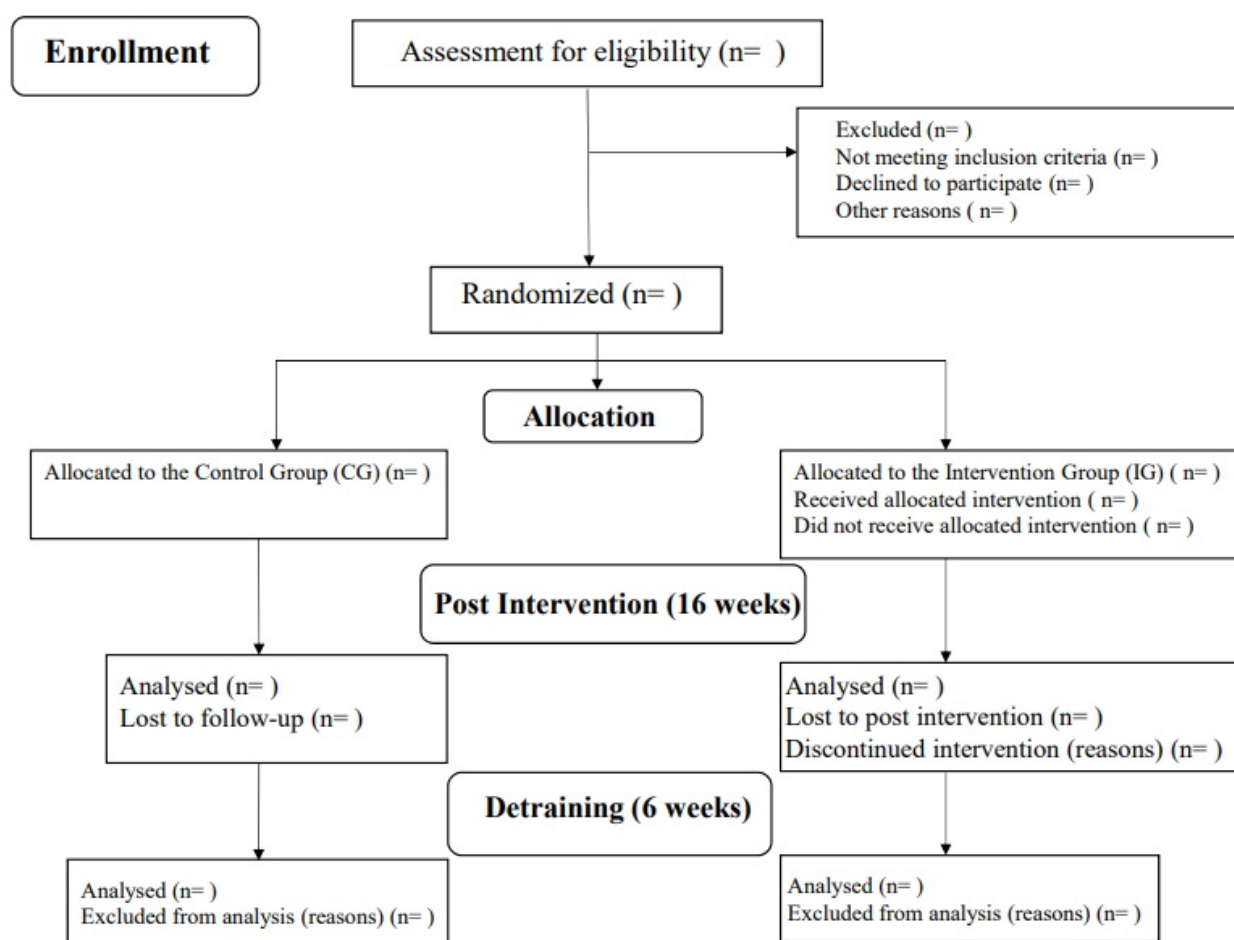 Enrollment
Assessment for eligibility (n=  )
Excluded (n= )
Not meeting inclusion criteria (n= )
Declined to participate (n= )
Other reasons ( n= )
Randomized (n= )
Allocation
Allocated to the Control Group (CG) (n= )
Allocated to the Intervention Group (IG) ( n= )
Received allocated intervention ( n= )
Did not receive allocated intervention ( n= )
Post Intervention (16 weeks)
Analysed (n= )
Lost to follow-up (n= )
Analysed (n= )
Lost to post intervention (n= )
Discontinued intervention (reasons) (n= )
Detraining (6 weeks)
Analysed (n= )
Excluded from analysis (reasons) (n= )
Analysed (n= )
Excluded from analysis (reasons) (n= )